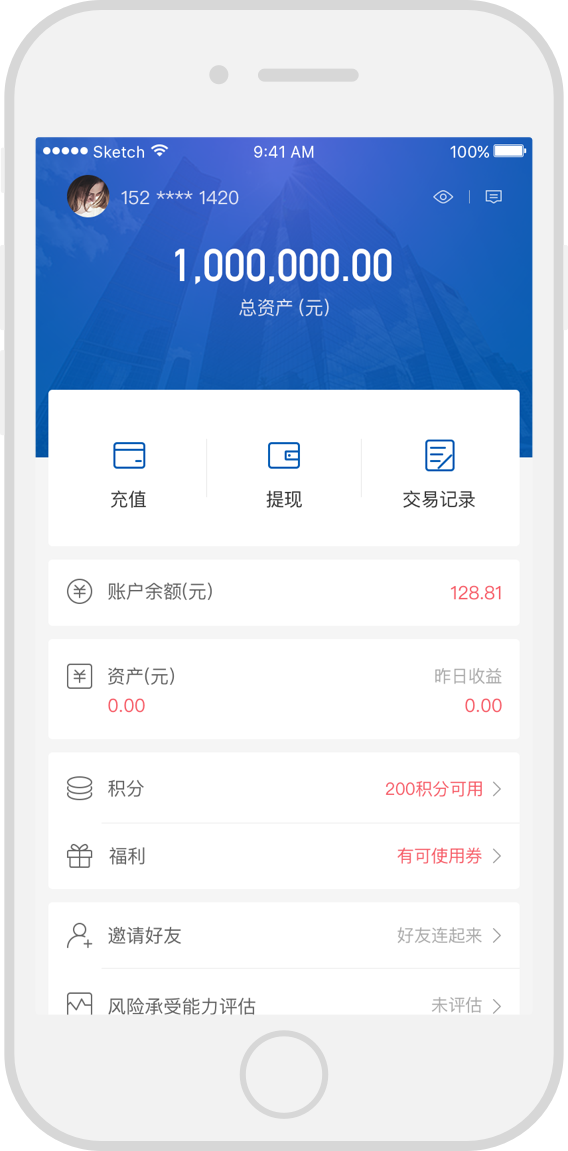 Sketch 9:41 AM 100%
152 **** 1420
1,000,000.00
总资产 (元)
充值 提现 交易记录
账户余额(元) 128.81
资产(元) 昨日收益
0.00 0.00
积分 200积分可用
福利 有可使用券
邀请好友 好友连起来
风险承受能力评估 未评估